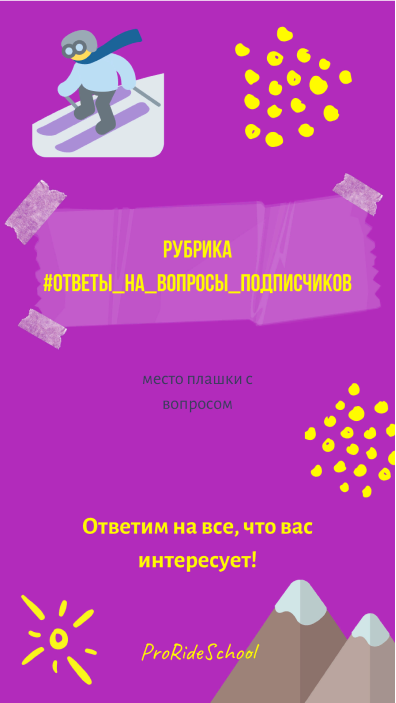 РУБРИКА
#ОТВЕТЫ_НА_ВОПРОСЫ_ПОДПИСЧИКОВ
место плашки с
вопросом
Ответим на все, что вас
интересует!
ProRideSchool